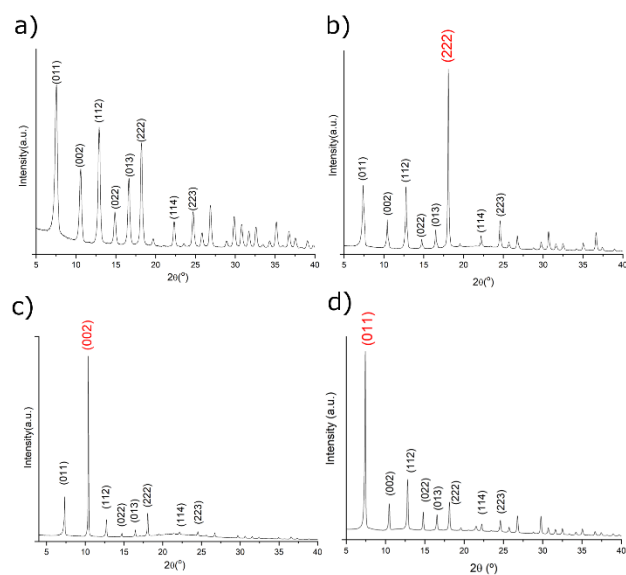 a)
Intensity(a.u.)
(011)
(002)
(112)
(022)
(013)
(222)
(114)
(223)
5 10 15 20 25 30 35 40
2θ(º)
b)
Intensity(a.u.)
(011)
(002)
(112)
(022)
(013)
(222)
(114)
(223)
5 10 15 20 25 30 35 40
2θ(º)
c)
Intensity (a.u.)
(011)
(002)
(112)
(022)
(013)
(222)
(114)
(223)
5 10 15 20 25 30 35 40
2θ(º)
d)
Intensity (a.u.)
(011)
(002)
(112)
(022)
(013)
(222)
(114)
(223)
5 10 15 20 25 30 35 40
2θ (º)